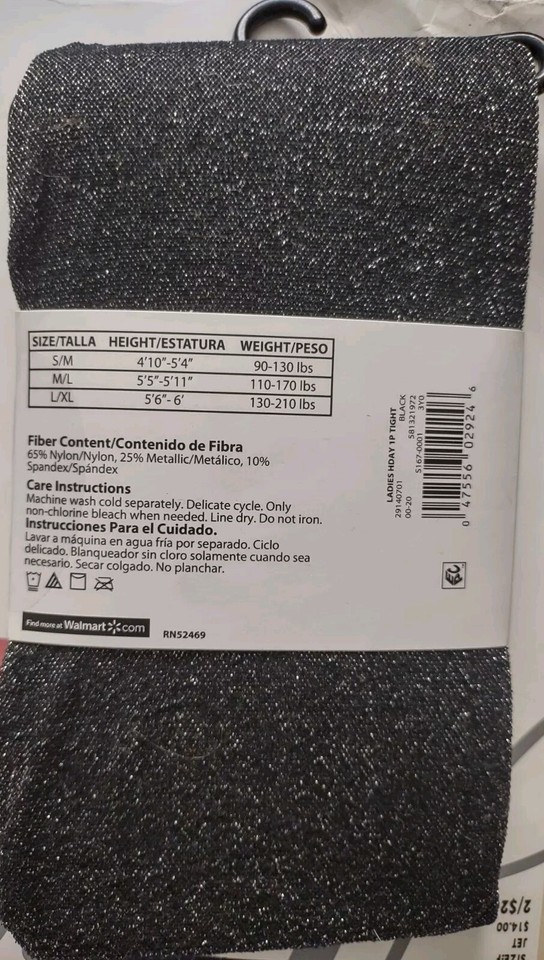 SIZE/TALLA HEIGHT/ESTATURA WEIGHT/PESO
S/M 4'10"-5'4" 90-130 lbs
M/L 5'5"-5'11" 110-170 lbs
L/XL 5'6"- 6' 130-210 lbs
Fiber Content/Contenido de Fibra
65% Nylon/Nylon, 25% Metallic/Metálico, 10%
Spandex/Spándex
Care Instructions
Machine wash cold separately. Delicate cycle. Only
non-chlorine bleach when needed. Line dry. Do not iron.
Instrucciones Para el Cuidado.
Lavar a máquina en agua fría por separado. Ciclo
delicado. Blanqueador sin cloro solamente cuando sea
necesario. Secar colgado. No planchar.
Find more at Walmart com
RN52469
LADIES HDAY 1P TIGHT
29140701 BLACK
00-20 581321972
5167-0001 3Y0
0 47556 02924 6
2/$2
$14.00
JET
SIZE:F